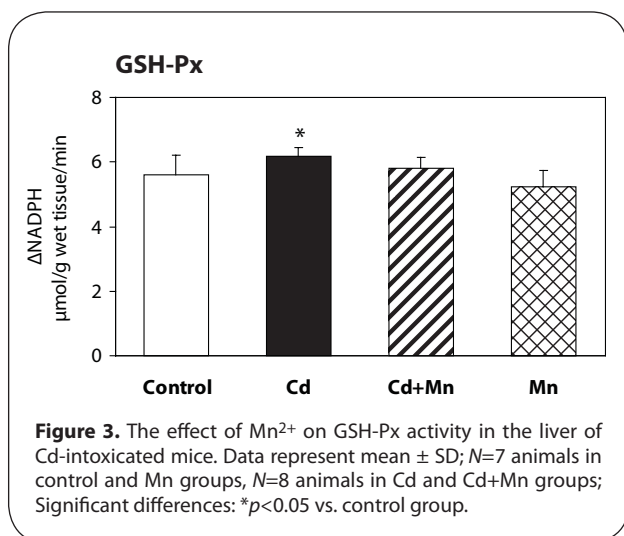 GSH-Px
ΔNADPH
μmol/g wet tissue/min
8
6
4
2
0
*
Control Cd Cd+Mn Mn
Figure 3. The effect of Mn²⁺ on GSH-Px activity in the liver of
Cd-intoxicated mice. Data represent mean ± SD; N=7 animals in
control and Mn groups, N=8 animals in Cd and Cd+Mn groups;
Significant differences: *p<0.05 vs. control group.